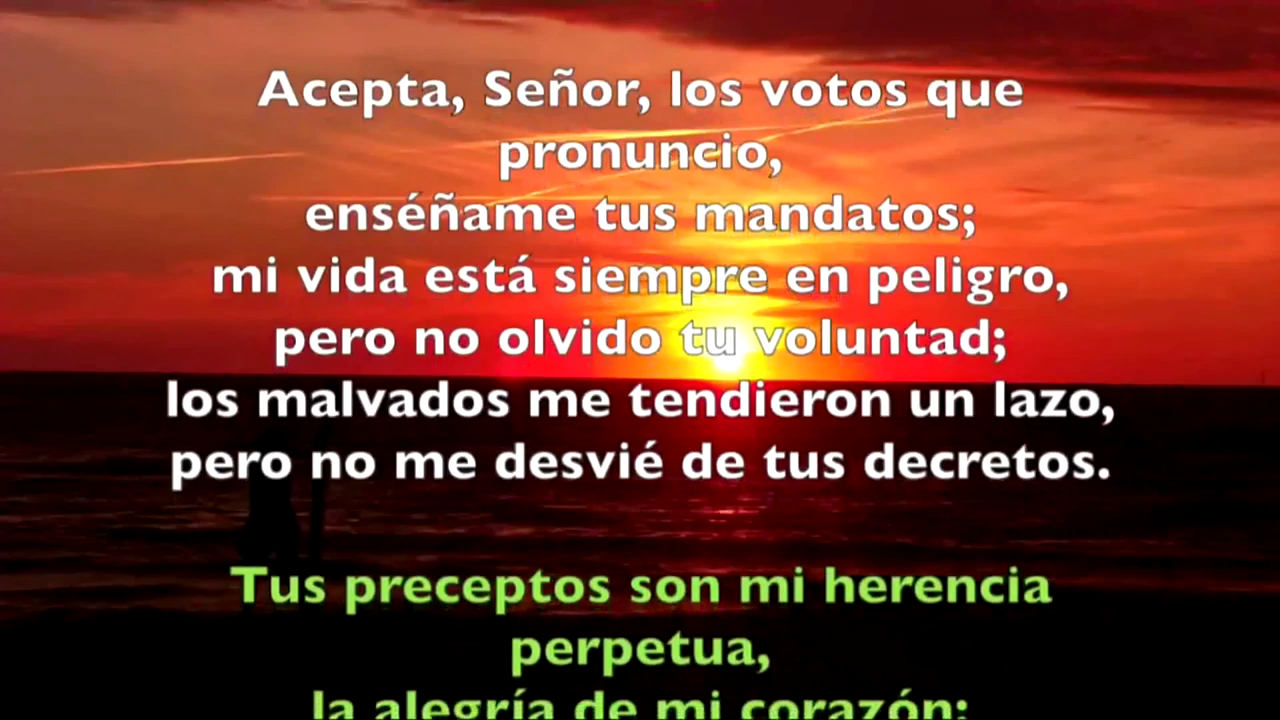 Acepta, Señor, los votos que
pronuncio,
enséñame tus mandatos;
mi vida está siempre en peligro,
pero no olvido tu voluntad;
los malvados me tendieron un lazo,
pero no me desvié de tus decretos.
Tus preceptos son mi herencia
perpetua,
la alegría de mi corazón;